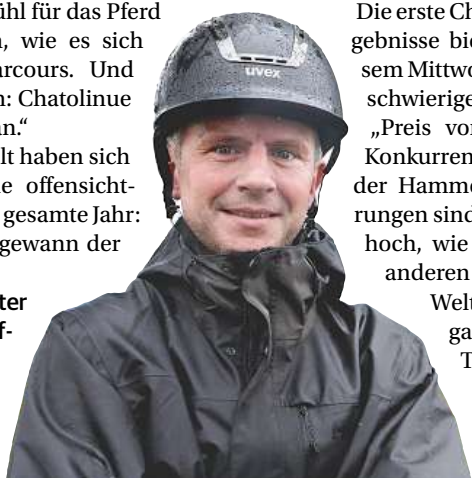 ühl für das Pferd
, wie es sich
arcours. Und
n: Chatolinue
an.“
lt haben sich
e offensicht-
gesamte Jahr:
gewann der
ter
f-
uvex
Die erste Ch
gebnisse bie
sem Mittwo
schwierige
„Preis vo
Konkurren
der Hamme
rungen sind
hoch, wie
anderen
Welt
ga
T